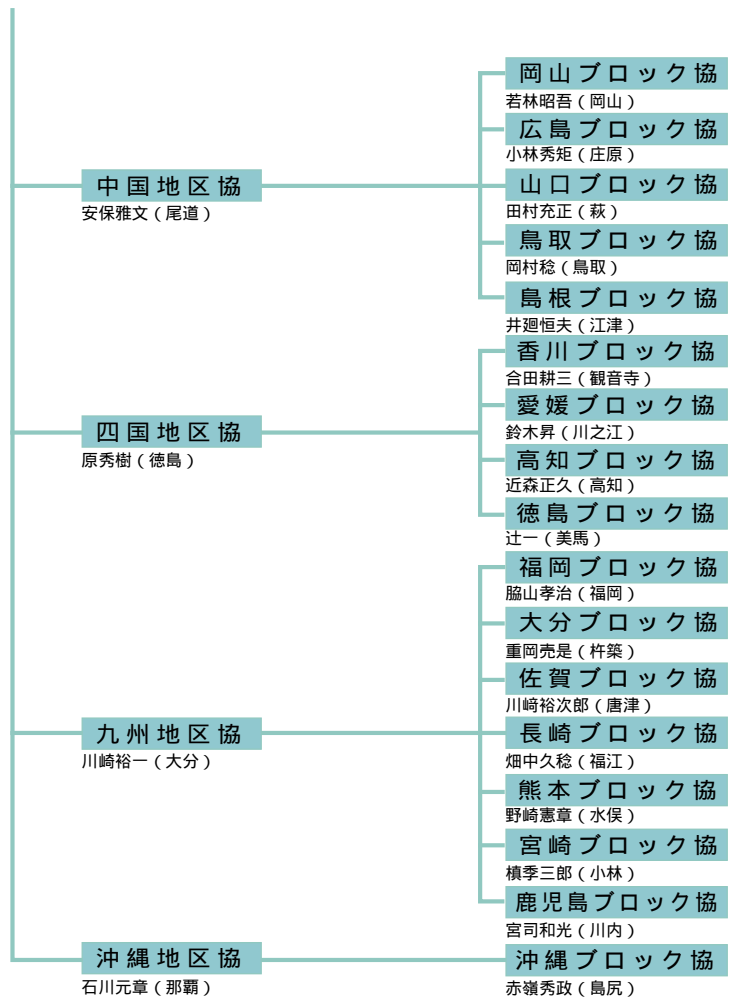 中国地区協
安保雅文（尾道）
岡山ブロック協
若林昭吾（岡山）
広島ブロック協
小林秀矩（庄原）
山口ブロック協
田村充正（萩）
鳥取ブロック協
岡村稔（鳥取）
島根ブロック協
井廻恒夫（江津）
四国地区協
原秀樹（徳島）
香川ブロック協
合田耕三（観音寺）
愛媛ブロック協
鈴木昇（川之江）
高知ブロック協
近森正久（高知）
徳島ブロック協
辻一（美馬）
九州地区協
川崎裕一（大分）
福岡ブロック協
脇山孝治（福岡）
大分ブロック協
重岡売是（杵築）
佐賀ブロック協
川﨑裕次郎（唐津）
長崎ブロック協
畑中久稔（福江）
熊本ブロック協
野崎憲章（水俣）
宮崎ブロック協
槙季三郎（小林）
鹿児島ブロック協
宮司和光（川内）
沖縄地区協
石川元章（那覇）
沖縄ブロック協
赤嶺秀政（島尻）